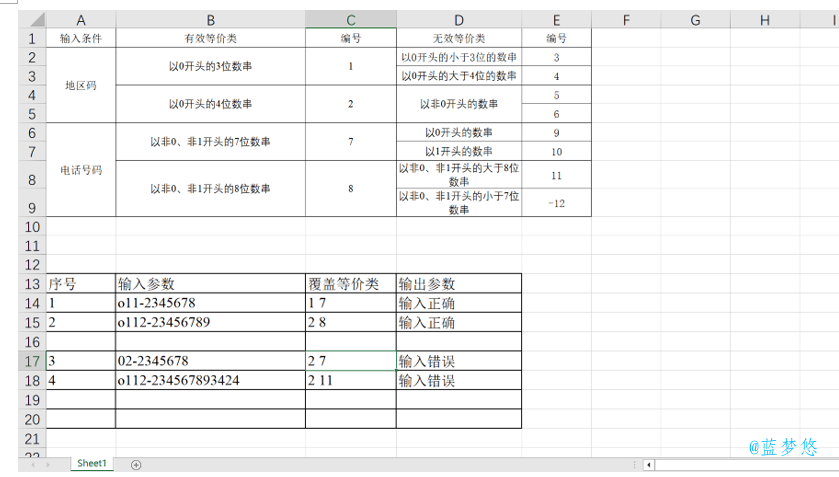 A B C D E F G H I
1 输入条件 有效等价类 编号 无效等价类 编号
2 以0开头的小于3位的数串 3
以0开头的3位数串 1
3 以0开头的大于4位的数串 4
地区码
4 5
以0开头的4位数串 2 以非0开头的数串
5 6
6 以0开头的数串 9
以非0、非1开头的7位数串 7
7 以1开头的数串 10
电话号码
8 以非0、非1开头的大于8位
数串 11
以非0、非1开头的8位数串 8
9 以非0、非1开头的小于7位
数串 -12
10
11
12
13 序号 输入参数 覆盖等价类 输出参数
14 1 o11-2345678 1 7 输入正确
15 2 o112-23456789 2 8 输入正确
16
17 3 02-2345678 2 7 输入错误
18 4 o112-234567893424 2 11 输入错误
19
20
21
22
@蓝梦悠
Sheet1